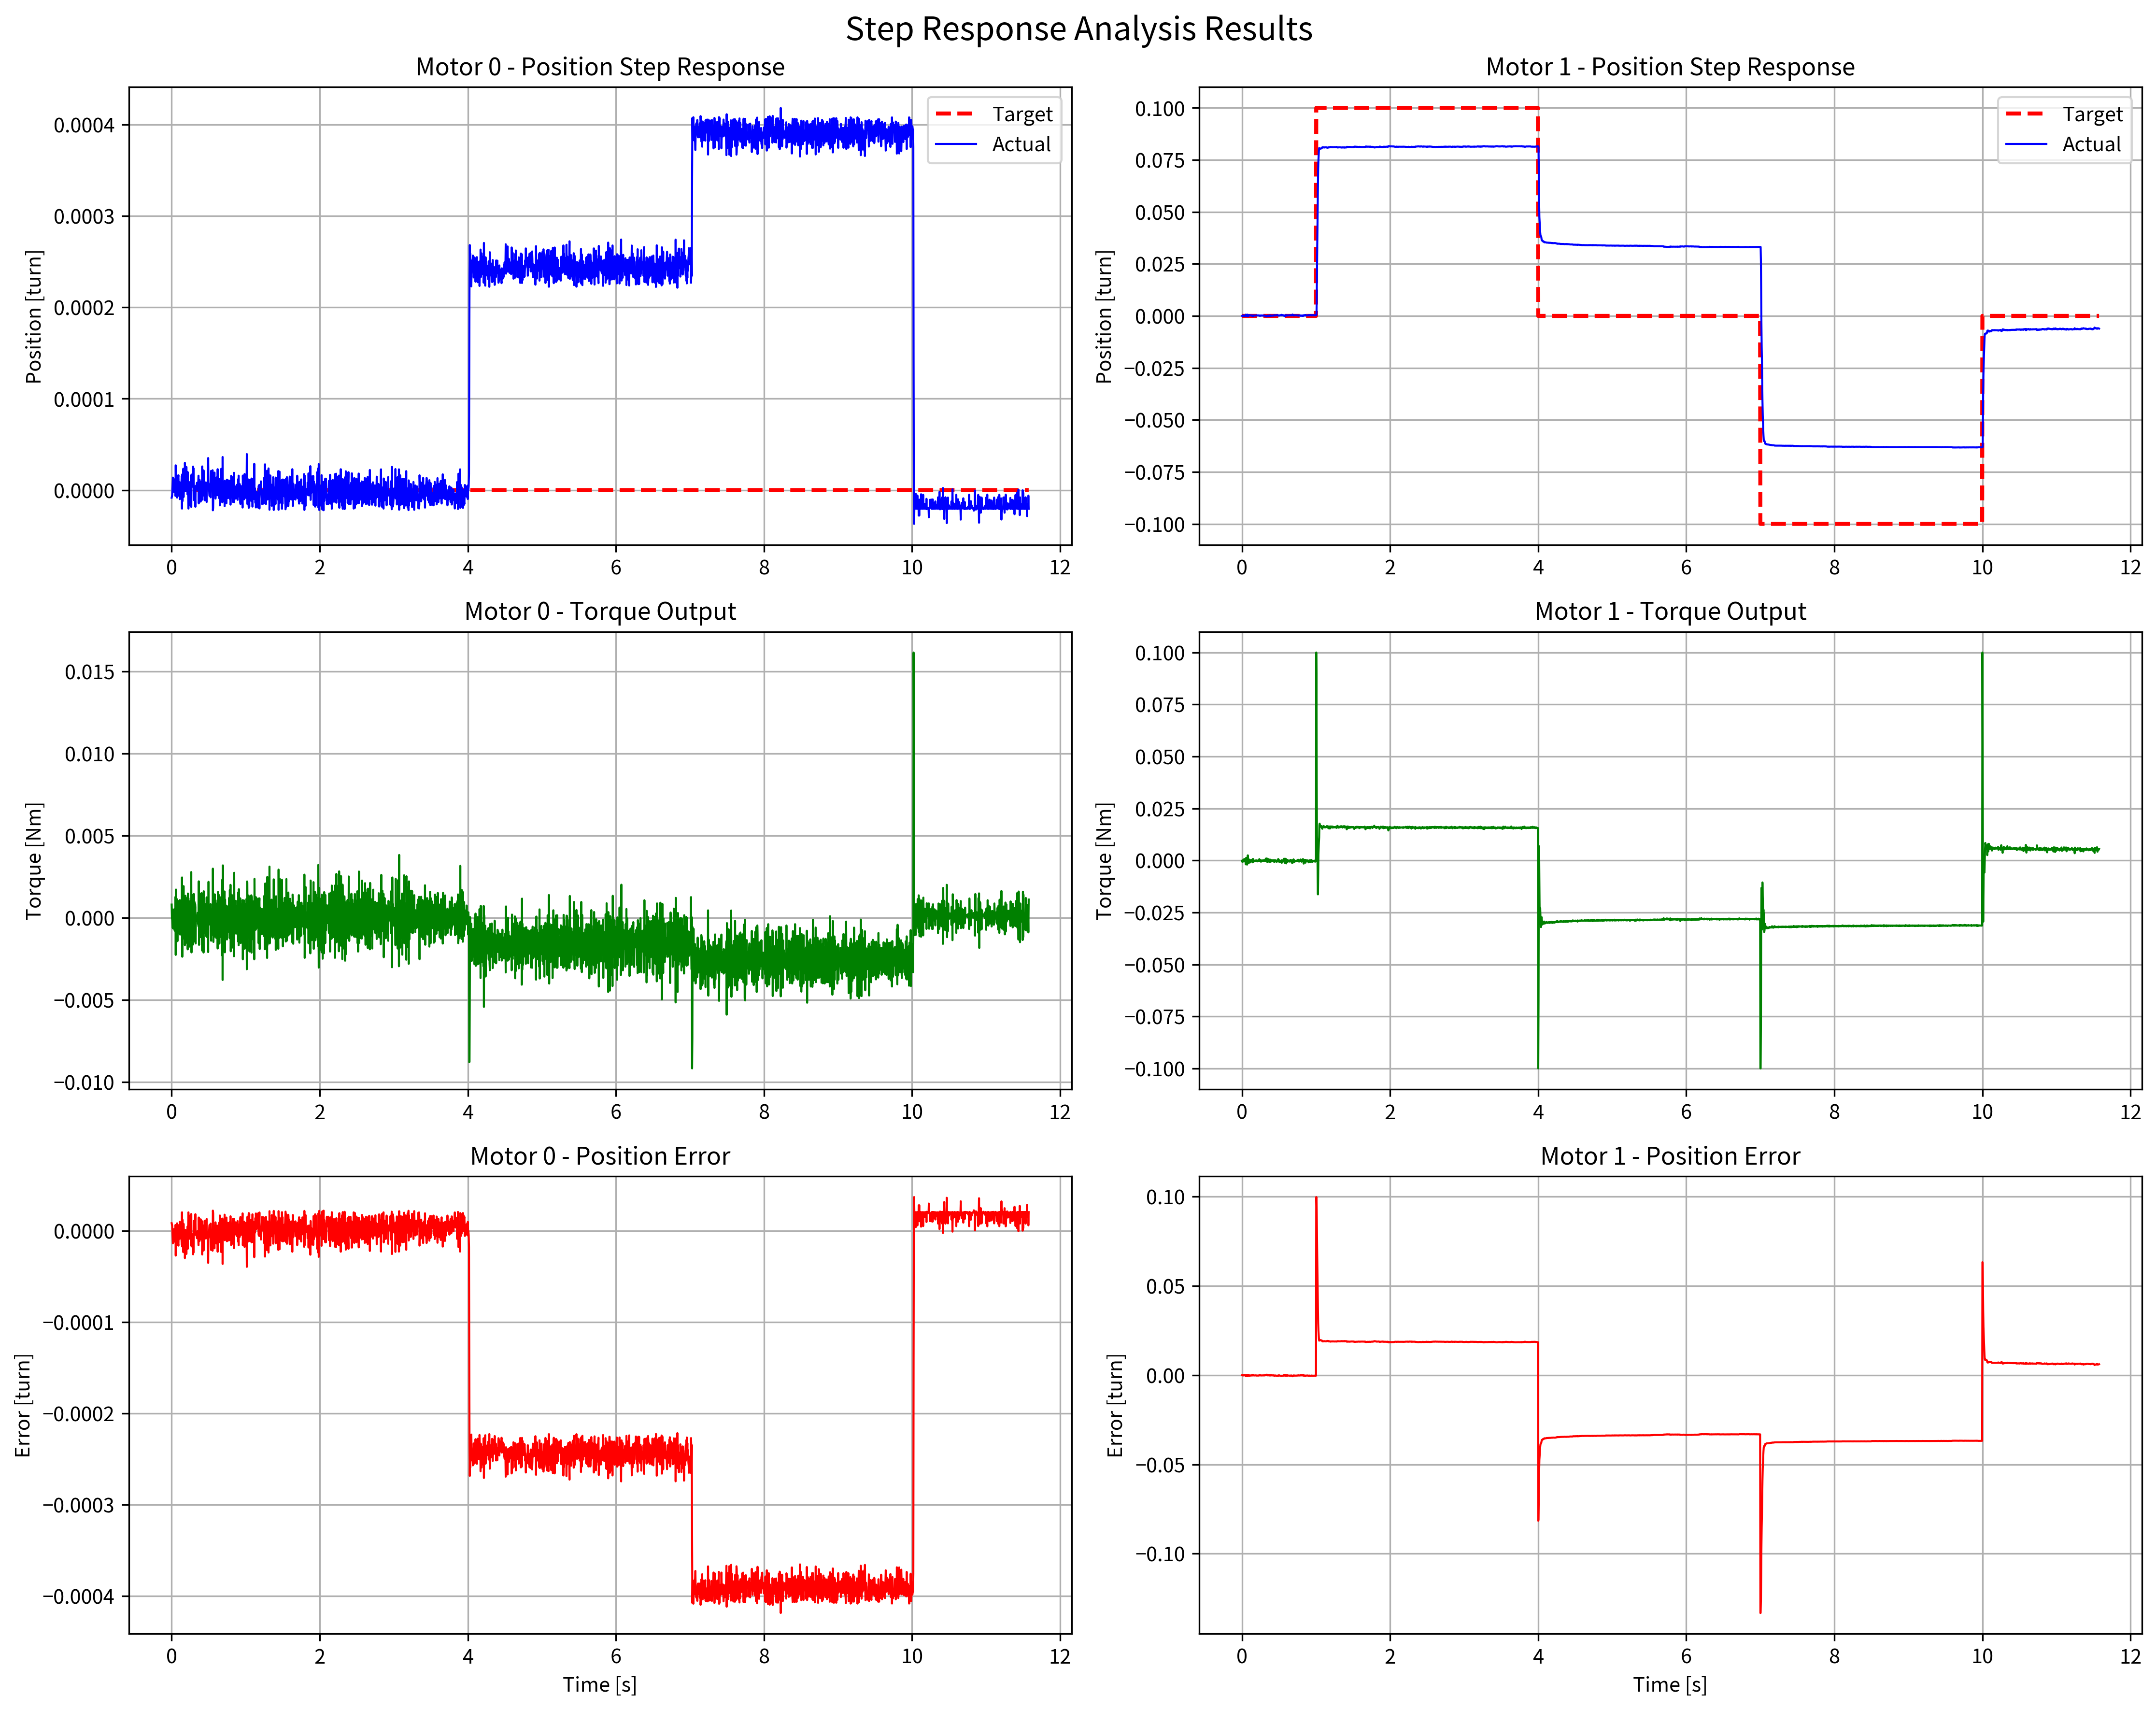 Step Response Analysis Results
Motor 0 - Position Step Response
Position [turn]
0.0004
0.0003
0.0002
0.0001
0.0000
0 2 4 6 8 10 12
Target
Actual
Motor 1 - Position Step Response
Position [turn]
0.100
0.075
0.050
0.025
0.000
−0.025
−0.050
−0.075
−0.100
0 2 4 6 8 10 12
Target
Actual
Motor 0 - Torque Output
Torque [Nm]
0.015
0.010
0.005
0.000
−0.005
−0.010
0 2 4 6 8 10 12
Motor 1 - Torque Output
Torque [Nm]
0.100
0.075
0.050
0.025
0.000
−0.025
−0.050
−0.075
−0.100
0 2 4 6 8 10 12
Motor 0 - Position Error
Error [turn]
0.0000
−0.0001
−0.0002
−0.0003
−0.0004
0 2 4 6 8 10 12
Time [s]
Motor 1 - Position Error
Error [turn]
0.10
0.05
0.00
−0.05
−0.10
0 2 4 6 8 10 12
Time [s]